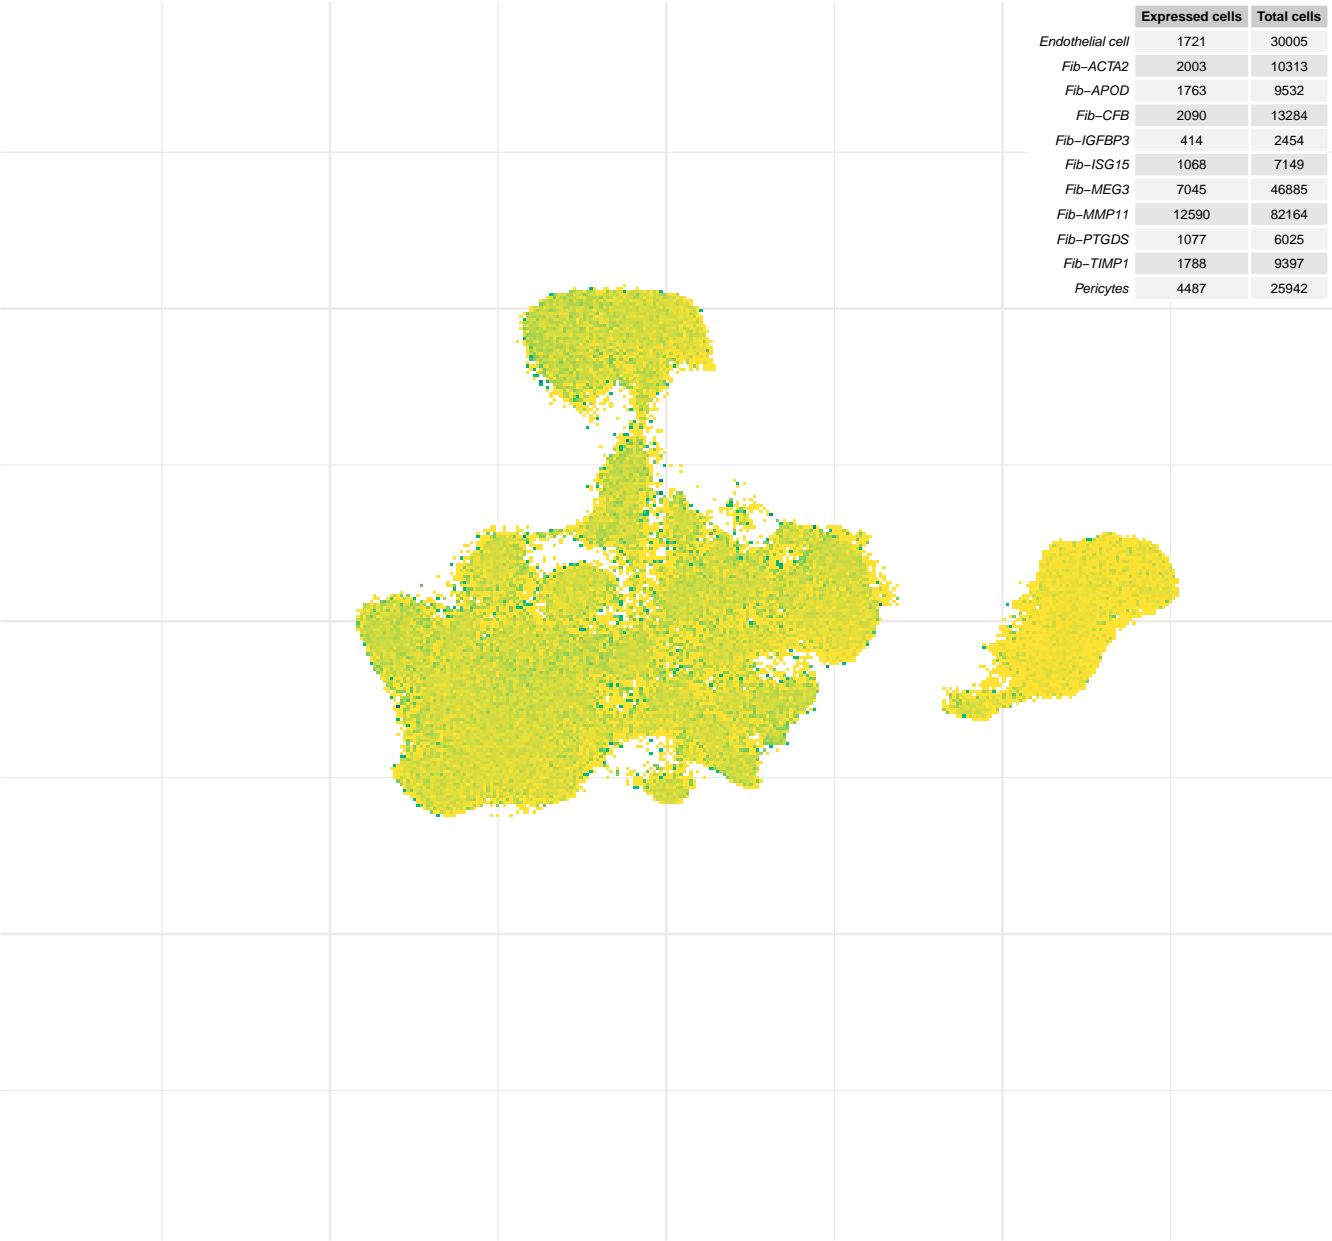 Expressed cells Total cells
Endothelial cell 1721 30005
Fib−ACTA2 2003 10313
Fib−APOD 1763 9532
Fib−CFB 2090 13284
Fib−IGFBP3 414 2454
Fib−ISG15 1068 7149
Fib−MEG3 7045 46885
Fib−MMP11 12590 82164
Fib−PTGDS 1077 6025
Fib−TIMP1 1788 9397
Pericytes 4487 25942